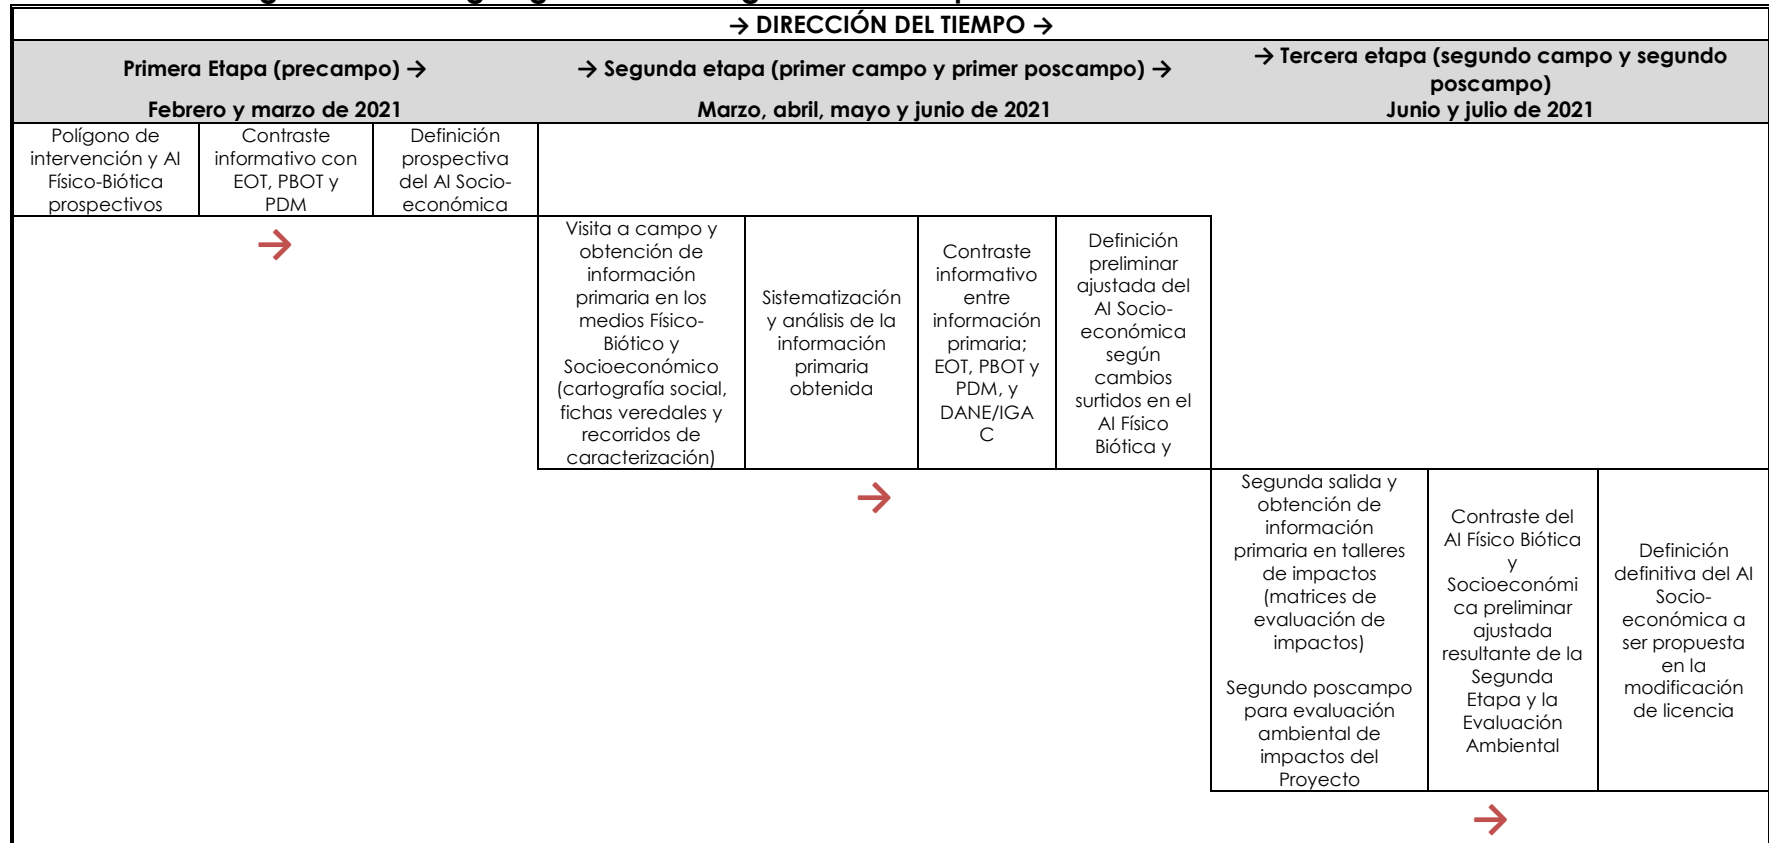 → DIRECCIÓN DEL TIEMPO →
Primera Etapa (precampo) →
Febrero y marzo de 2021
→ Segunda etapa (primer campo y primer poscampo) →
Marzo, abril, mayo y junio de 2021
→ Tercera etapa (segundo campo y segundo
poscampo)
Junio y julio de 2021
Polígono de
intervención y AI
Físico-Biótica
prospectivos
Contraste
informativo con
EOT, PBOT y
PDM
Definición
prospectiva
del AI Socio-
económica
→
Visita a campo y
obtención de
información
primaria en los
medios Físico-
Biótico y
Socioeconómico
(cartografía social,
fichas veredales y
recorridos de
caracterización)
Sistematización
y análisis de la
información
primaria
obtenida
Contraste
informativo
entre
información
primaria;
EOT, PBOT y
PDM, y
DANE/IGA
C
Definición
preliminar
ajustada del
AI Socio-
económica
según
cambios
surtidos en el
AI Físico
Biótica y
→
Segunda salida y
obtención de
información
primaria en talleres
de impactos
(matrices de
evaluación de
impactos)
Segundo poscampo
para evaluación
ambiental de
impactos del
Proyecto
Contraste del
AI Físico Biótica
y
Socioeconómi
ca preliminar
ajustada
resultante de la
Segunda
Etapa y la
Evaluación
Ambiental
Definición
definitiva del AI
Socio-
económica a
ser propuesta
en la
modificación
de licencia
→